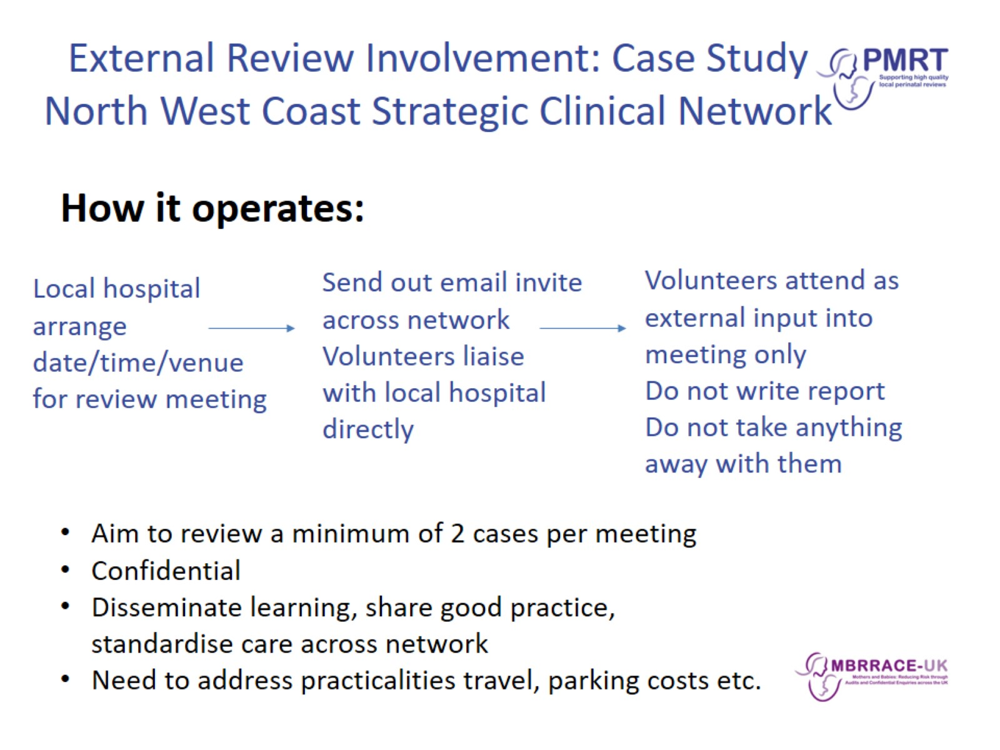 External Review Involvement: Case Study
North West Coast Strategic Clinical Network
PMRT
Supporting high quality
local perinatal reviews
How it operates:
Local hospital
arrange
date/time/venue
for review meeting
Send out email invite
across network
Volunteers liaise
with local hospital
directly
Volunteers attend as
external input into
meeting only
Do not write report
Do not take anything
away with them
• Aim to review a minimum of 2 cases per meeting
• Confidential
• Disseminate learning, share good practice,
standardise care across network
• Need to address practicalities travel, parking costs etc.
MBRRACE-UK
Mothers and Babies: Reducing Risk through
Audits and Confidential Enquiries across the UK